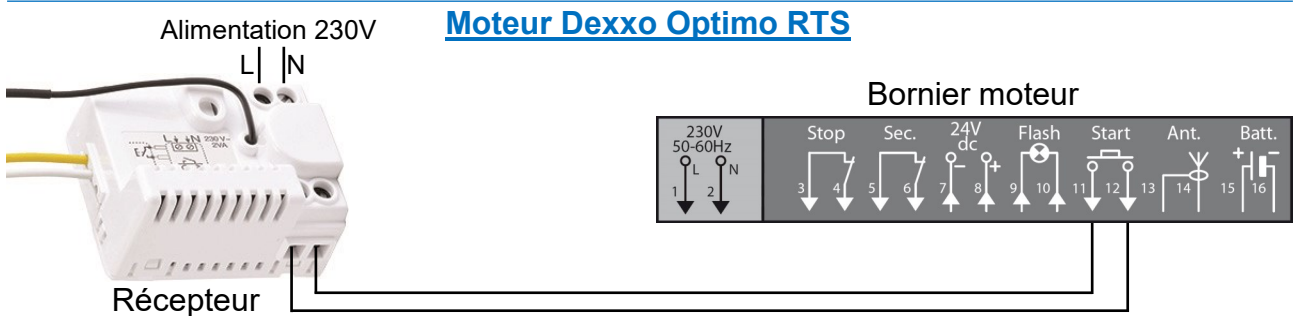 Moteur Dexxo Optimo RTS
Alimentation 230V
L N
L N 230 V~
2VA
Récepteur
Bornier moteur
230V
50-60Hz
L N
1 2
Stop Sec. 24V
dc Flash Start Ant. Batt.
- + + -
3 4 5 6 7 8 9 10 11 12 13 14 15 16